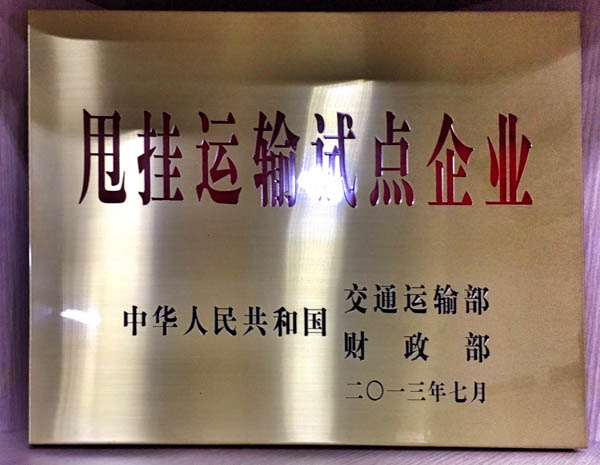 甩挂运输试点企业
中华人民共和国
交通运输部
财政部
二〇一三年七月